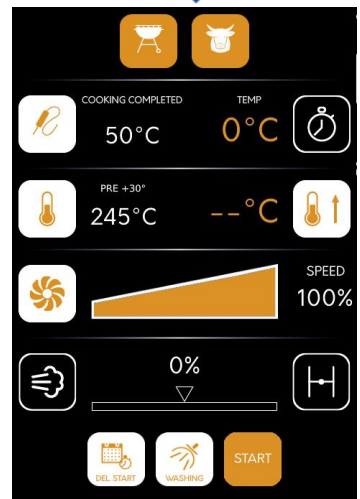 COOKING COMPLETED TEMP
50°C 0°C
PRE +30°
245°C --°C
SPEED
100%
0%
DEL. START WASHING START